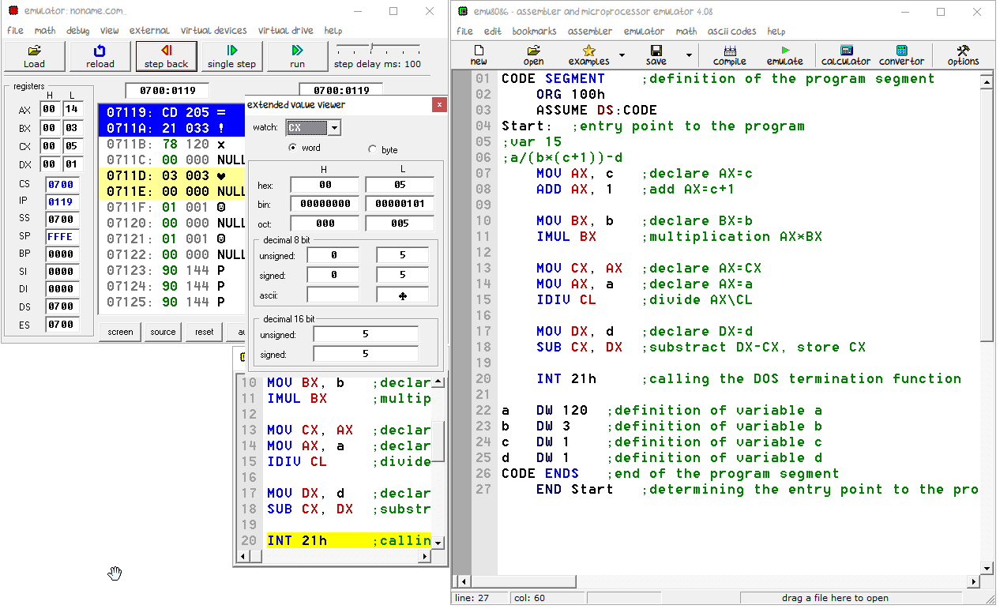 emulator: noname.com_
file math debug view external virtual devices virtual drive help
Load reload step back single step run step delay ms: 100
registers
H L
AX 00 14
BX 00 03
CX 00 05
DX 00 01
CS 0700
IP 0119
SS 0700
SP FFFE
BP 0000
SI 0000
DI 0000
DS 0700
ES 0700
0700:0119 0700:0119
07119: CD 205 =
0711A: 21 033 !
0711B: 78 120 x
0711C: 00 000 NULL
0711D: 03 003 ♥
0711E: 00 000 NULL
0711F: 01 001 ☺
07120: 00 000 NULL
07121: 01 001 ☺
07122: 00 000 NULL
07123: 90 144 P
07124: 90 144 P
07125: 90 144 P
screen source reset au
extended value viewer x
watch: CX
word byte
H L
hex: 00 05
bin: 00000000 00000101
oct: 000 005
decimal 8 bit
unsigned: 0 5
signed: 0 5
ascii: ♣
decimal 16 bit
unsigned: 5
signed: 5
10 MOV BX, b ;declar
11 IMUL BX ;multip
12
13 MOV CX, AX ;declar
14 MOV AX, a ;declar
15 IDIV CL ;divide
16
17 MOV DX, d ;declar
18 SUB CX, DX ;substr
19
20 INT 21h ;callin
emu8086 - assembler and microprocessor emulator 4.08
file edit bookmarks assembler emulator math ascii codes help
new open examples save compile emulate calculator convertor options
01 CODE SEGMENT ;definition of the program segment
02 ORG 100h
03 ASSUME DS:CODE
04 Start: ;entry point to the program
05 ;var 15
06 ;a/(b*(c+1))-d
07 MOV AX, c ;declare AX=c
08 ADD AX, 1 ;add AX=c+1
09
10 MOV BX, b ;declare BX=b
11 IMUL BX ;multiplication AX*BX
12
13 MOV CX, AX ;declare AX=CX
14 MOV AX, a ;declare AX=a
15 IDIV CL ;divide AX\CL
16
17 MOV DX, d ;declare DX=d
18 SUB CX, DX ;substract DX-CX, store CX
19
20 INT 21h ;calling the DOS termination function
21
22 a DW 120 ;definition of variable a
23 b DW 3 ;definition of variable b
24 c DW 1 ;definition of variable c
25 d DW 1 ;definition of variable d
26 CODE ENDS ;end of the program segment
27 END Start ;determining the entry point to the pro
line: 27 col: 60 drag a file here to open